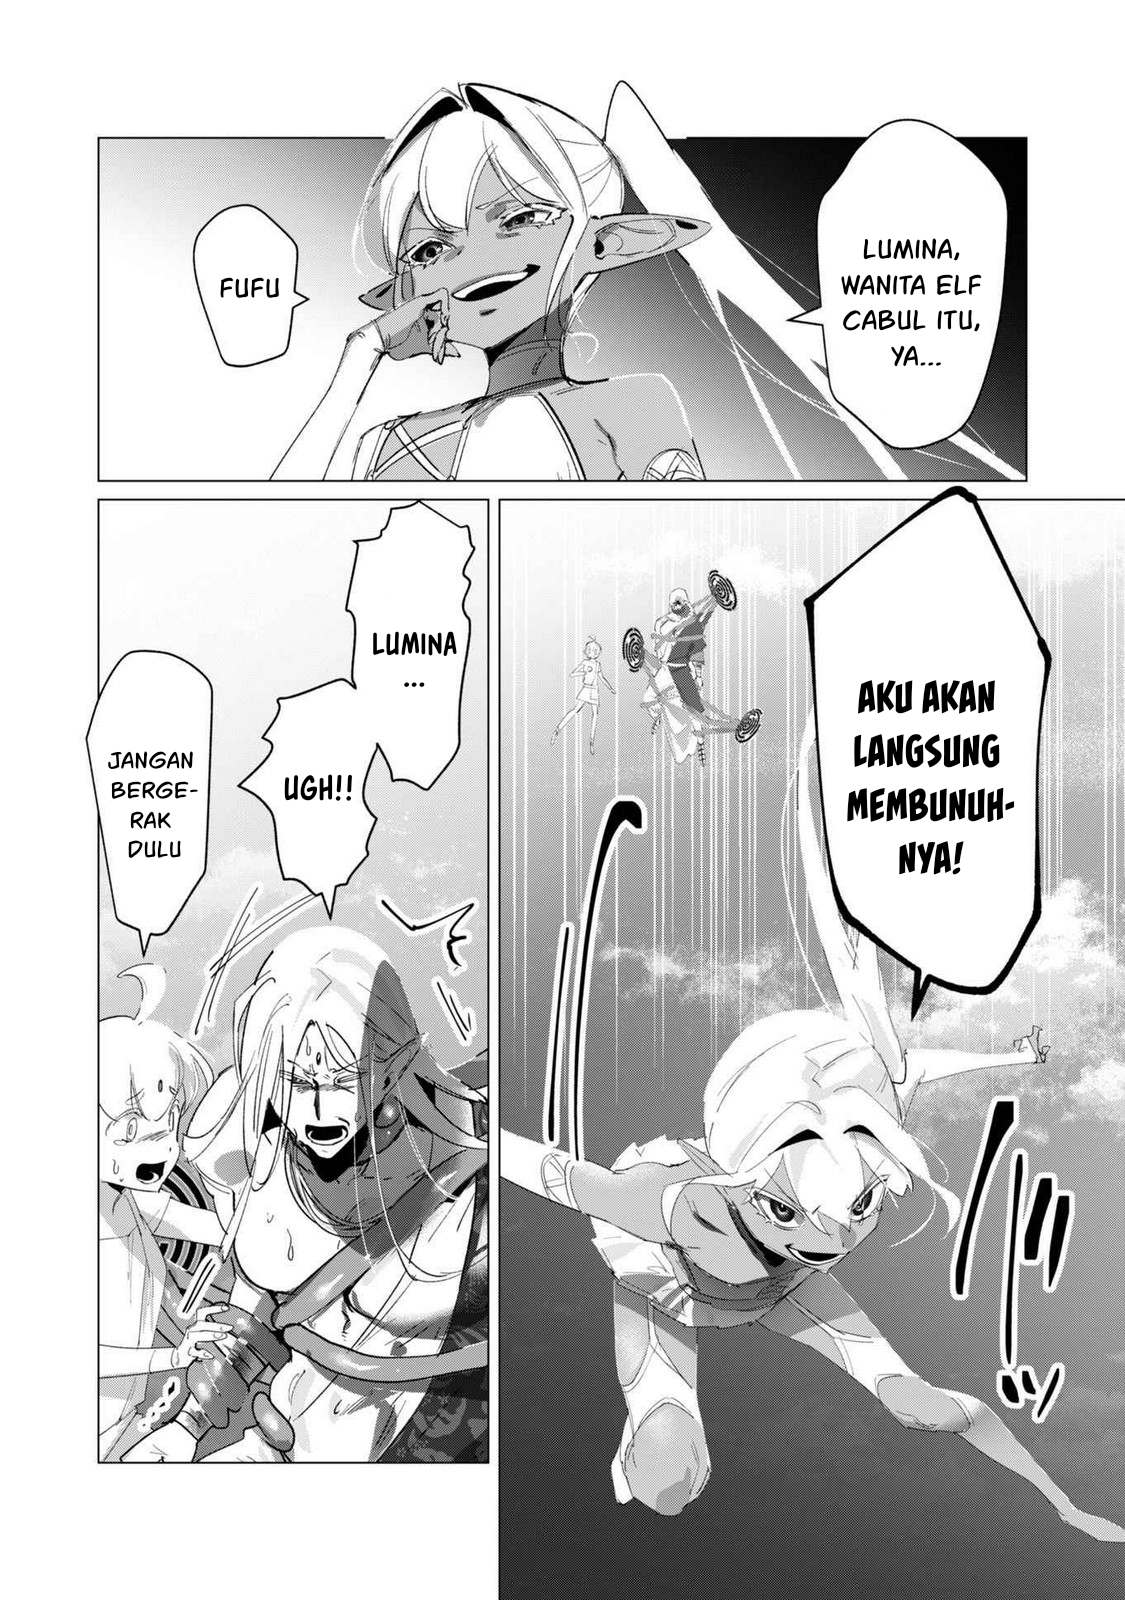 LUMINA,
WANITA ELF
CABUL ITU,
YA...
FUFU
AKU AKAN
LANGSUNG
MEMBUNUH-
NYA!
LUMINA
...
UGH!!
JANGAN
BERGE-
RAK
DULU